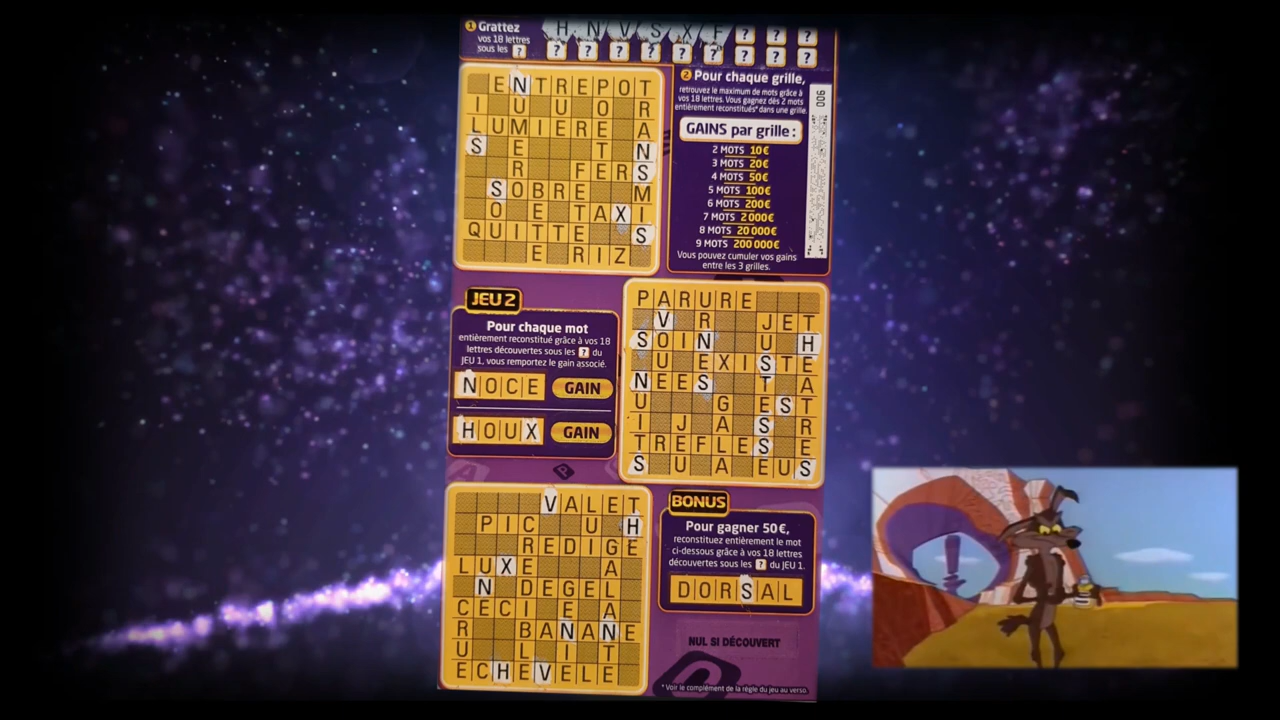 1 Grattez
vos 18 lettres
sous les ?
H N V S X F ? ? ?
? ? ? ? ? ? ? ? ?
ENTREPOT
I U U O R
LUMIERE E A
S E T N
R FERS
SOBRE M
O E TAXI
QUITTE S
E RIZ
2 Pour chaque grille,
retrouvez le maximum de mots grâce à
vos 18 lettres. Vous gagnez dès 2 mots
entièrement reconstitués* dans une grille.
GAINS par grille :
2 MOTS 10€
3 MOTS 20€
4 MOTS 50€
5 MOTS 100€
6 MOTS 200€
7 MOTS 2 000€
8 MOTS 20 000€
9 MOTS 200 000€
Vous pouvez cumuler vos gains
entre les 3 grilles.
006
JEU 2
Pour chaque mot
entièrement reconstitué grâce à vos 18
lettres découvertes sous les ? du
JEU 1, vous remportez le gain associé.
NOCE GAIN
HOUX GAIN
PARURE
V R JET
SOIN U H
U EXISTE
NEES T A
U G EST
I J A S R
TREFLES E
S U A EUS
VALET
PIC U H
REDIGE
LUXE A
N DEGEL
CECI E A
R BANANE
U L I T
ECHEVELE
BONUS
Pour gagner 50€,
reconstituez entièrement le mot
ci-dessous grâce à vos 18 lettres
découvertes sous les ? du JEU 1.
DORSAL
NUL SI DÉCOUVERT
* Voir le complément de la règle du jeu au verso.